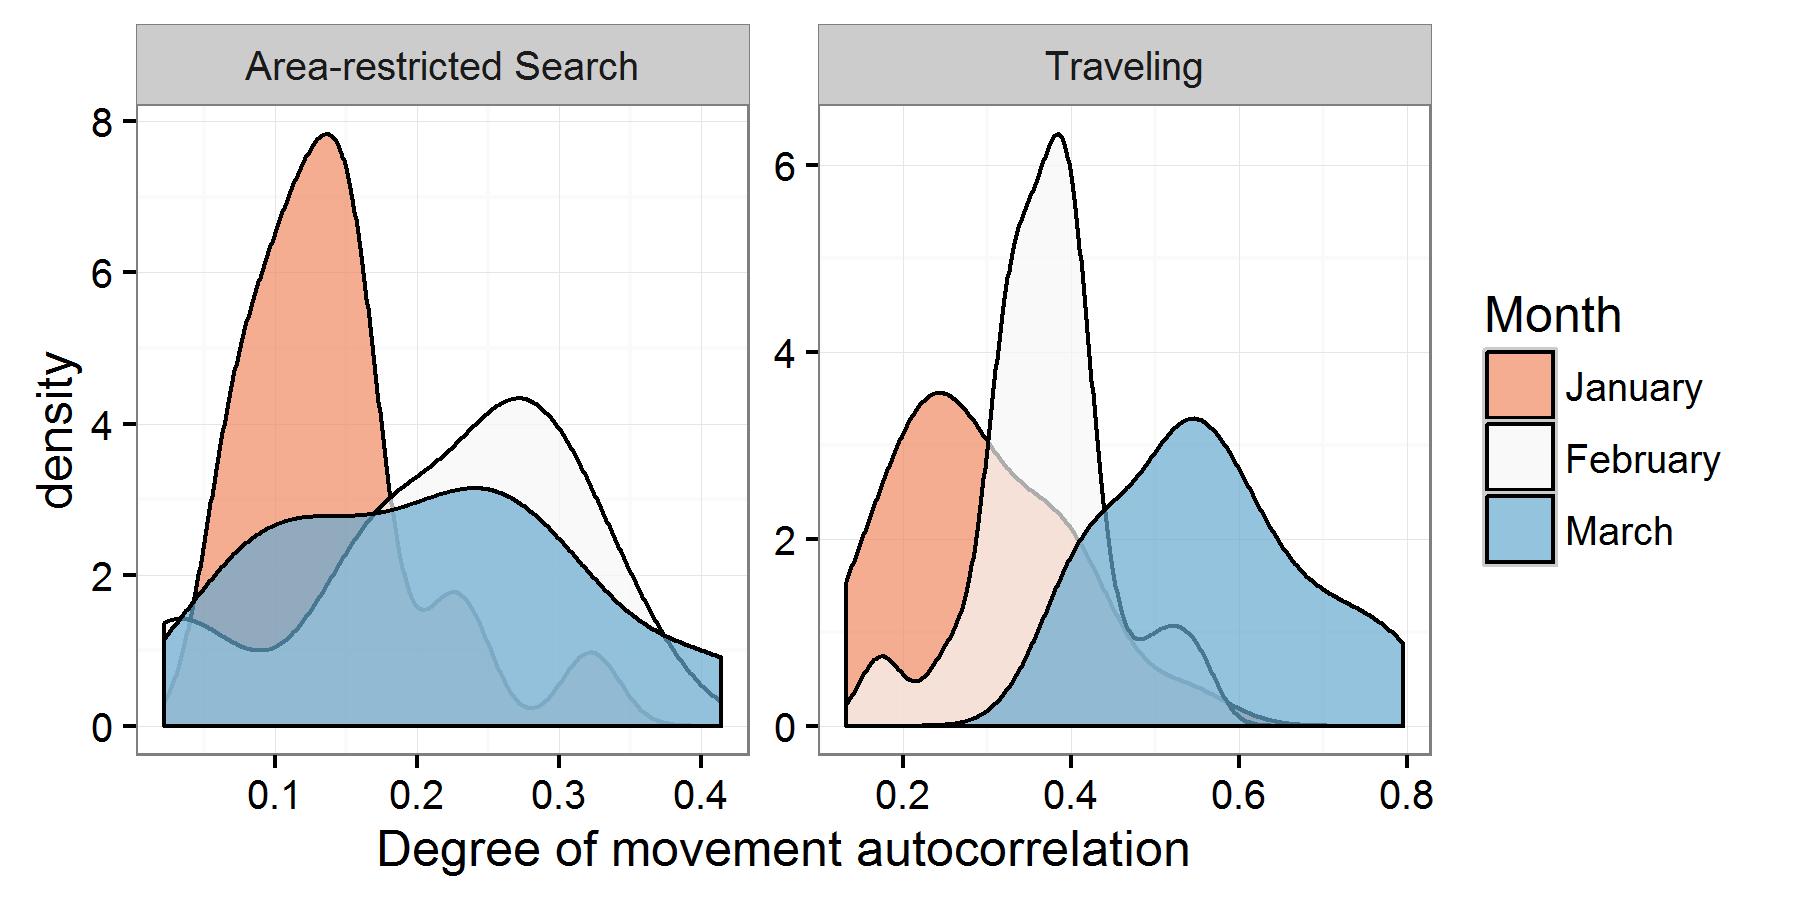 Area-restricted Search
Traveling
8
6
4
2
0
6
4
2
0
density
0.1 0.2 0.3 0.4
0.2 0.4 0.6 0.8
Degree of movement autocorrelation
Month
January
February
March